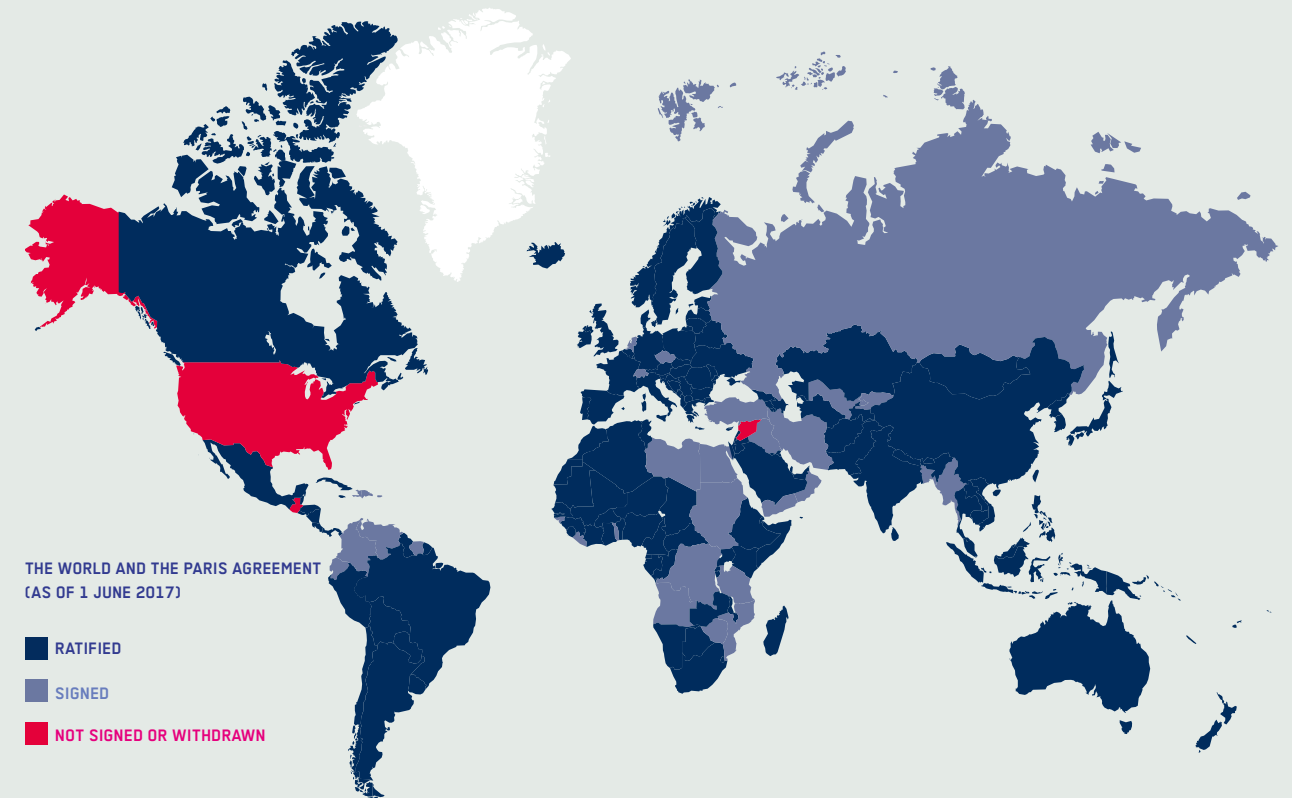 THE WORLD AND THE PARIS AGREEMENT
(AS OF 1 JUNE 2017)
RATIFIED
SIGNED
NOT SIGNED OR WITHDRAWN